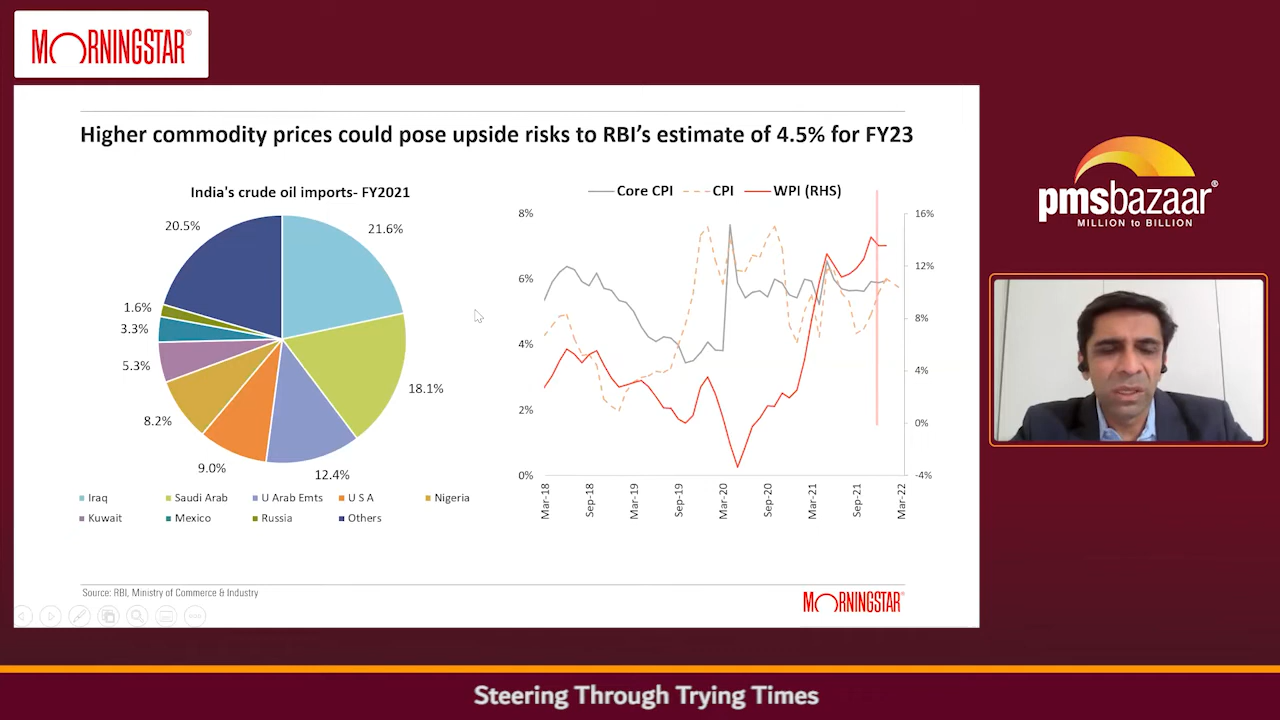 MORNINGSTAR®
Higher commodity prices could pose upside risks to RBI's estimate of 4.5% for FY23
India's crude oil imports- FY2021
20.5%
21.6%
1.6%
3.3%
5.3%
18.1%
8.2%
9.0%
12.4%
Iraq
Saudi Arab
U Arab Emts
U S A
Nigeria
Kuwait
Mexico
Russia
Others
Core CPI
CPI
WPI (RHS)
8%
6%
4%
2%
0%
16%
12%
8%
4%
0%
-4%
Mar-18
Sep-18
Mar-19
Sep-19
Mar-20
Sep-20
Mar-21
Sep-21
Mar-22
Source: RBI, Ministry of Commerce & Industry
MORNINGSTAR®
pmsbazaar®
MILLION to BILLION
Steering Through Trying Times